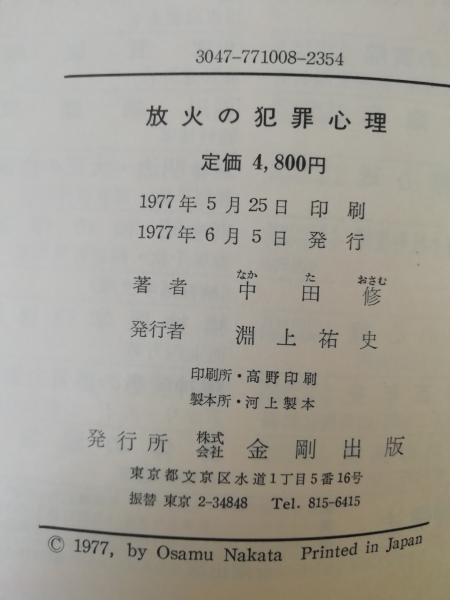 3047-771008-2354
放火の犯罪心理
定価 4,800円
1977年5月25日 印刷
1977年6月5日 発行
なか た おさむ
著者 中田 修
発行者 淵上祐史
印刷所・高野印刷
製本所・河上製本
発行所 株式会社 金剛出版
東京都文京区水道1丁目5番16号
振替 東京 2-34848 Tel. 815-6415
© 1977, by Osamu Nakata Printed in Japan